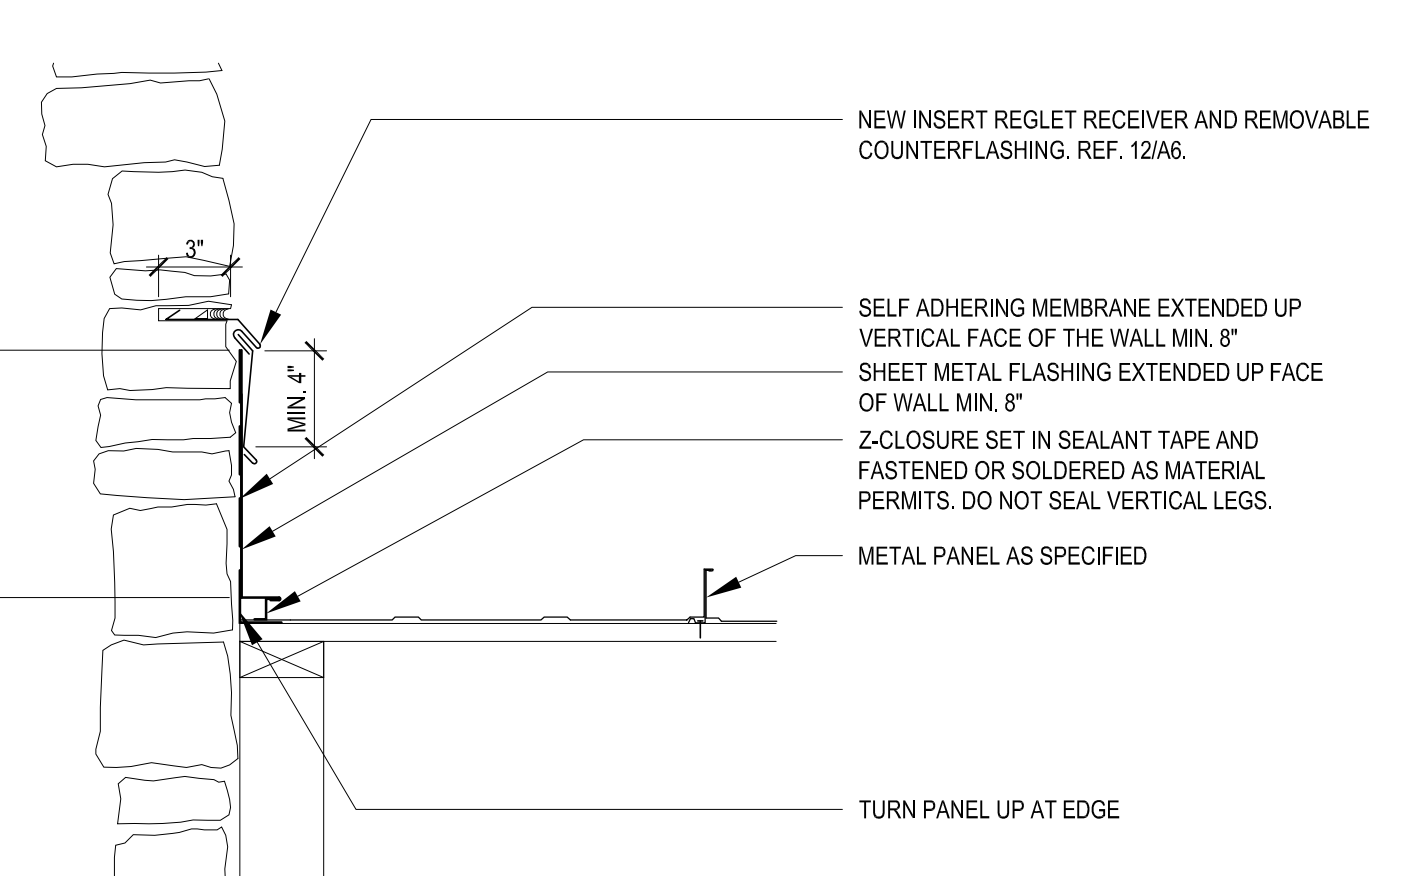 NEW INSERT REGLET RECEIVER AND REMOVABLE
COUNTERFLASHING. REF. 12/A6.
3"
SELF ADHERING MEMBRANE EXTENDED UP
VERTICAL FACE OF THE WALL MIN. 8"
MIN. 4"
SHEET METAL FLASHING EXTENDED UP FACE
OF WALL MIN. 8"
Z-CLOSURE SET IN SEALANT TAPE AND
FASTENED OR SOLDERED AS MATERIAL
PERMITS. DO NOT SEAL VERTICAL LEGS.
METAL PANEL AS SPECIFIED
TURN PANEL UP AT EDGE